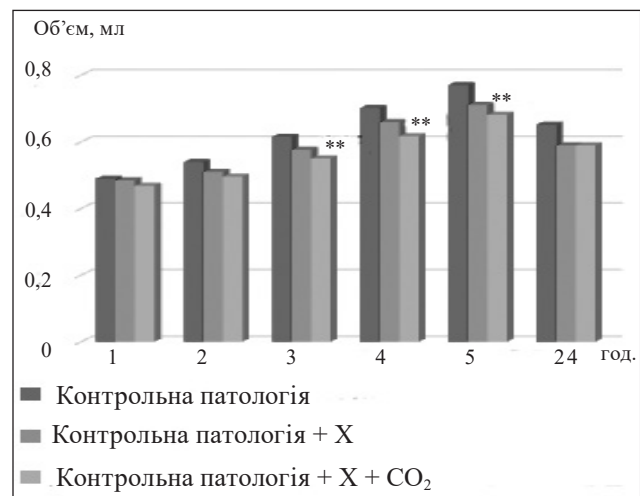 Об’єм, мл
0,8
0,6
0,4
0,2
0
** ** **
1 2 3 4 5 24 год.
Контрольна патологія
Контрольна патологія + X
Контрольна патологія + X + CO₂